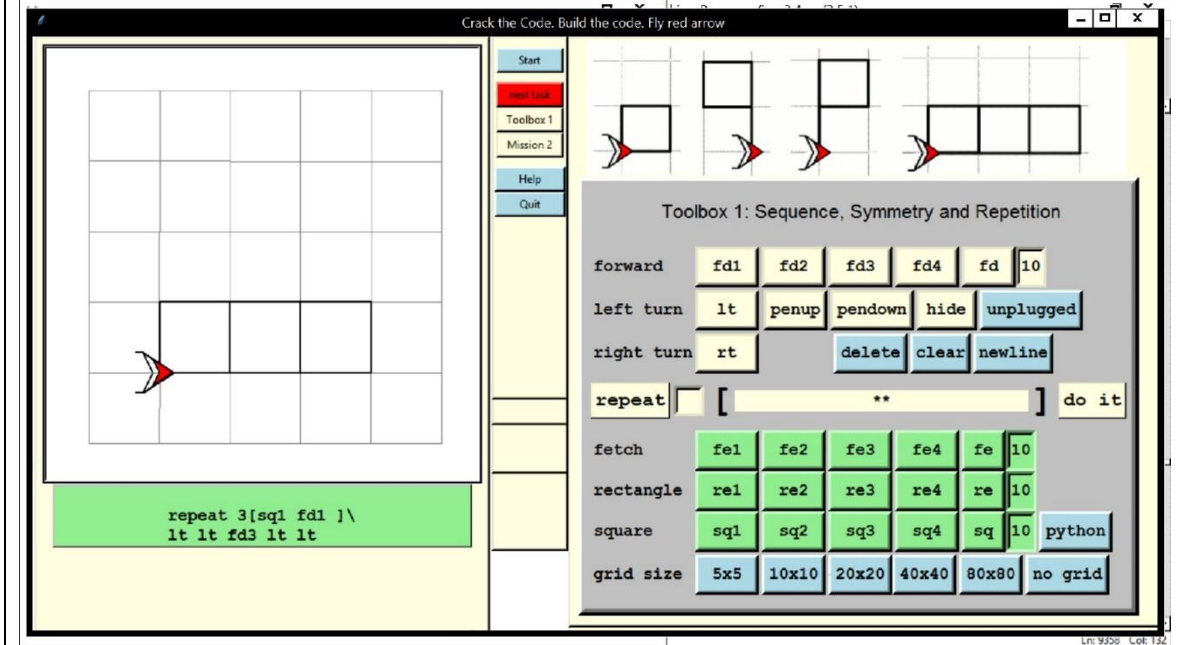 Crack the Code. Build the code. Fly red arrow
Start
next task
Toolbox 1
Mission 2
Help
Quit
Toolbox 1: Sequence, Symmetry and Repetition
forward fd1 fd2 fd3 fd4 fd 10
left turn lt penup pendown hide unplugged
right turn rt delete clear newline
repeat [ ** ] do it
fetch fe1 fe2 fe3 fe4 fe 10
rectangle re1 re2 re3 re4 re 10
square sq1 sq2 sq3 sq4 sq 10 python
grid size 5x5 10x10 20x20 40x40 80x80 no grid
repeat 3[sq1 fd1 ]\
lt lt fd3 lt lt
Ln: 9358 Col: 132